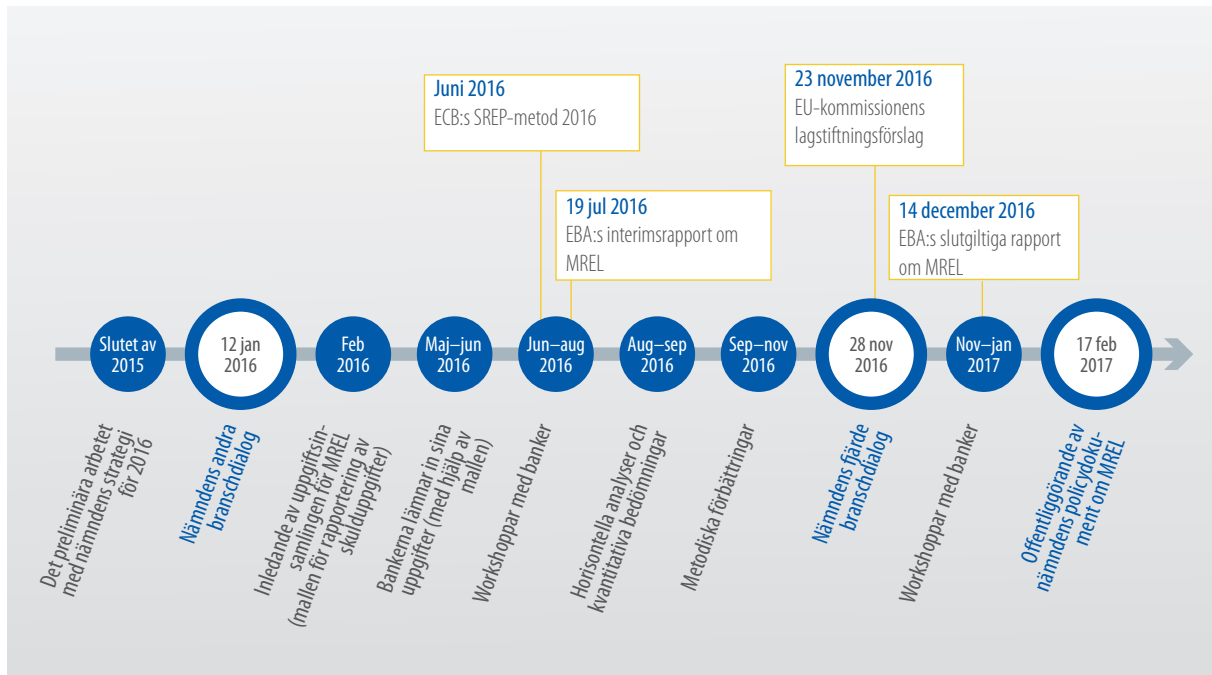 Juni 2016
ECB:s SREP-metod 2016
23 november 2016
EU-kommissionens
lagstiftningsförslag
19 jul 2016
EBA:s interimsrapport om
MREL
14 december 2016
EBA:s slutgiltiga rapport
om MREL
Slutet av
2015
12 jan
2016
Feb
2016
Maj–jun
2016
Jun–aug
2016
Aug–sep
2016
Sep–nov
2016
28 nov
2016
Nov–jan
2017
17 feb
2017
Det preliminära arbetet
med nämndens strategi
för 2016
Nämndens andra
branschdialog
Inledande av uppgiftsin-
samlingen för MREL
(mallen för rapportering av
skulduppgifter)
Bankerna lämnar in sina
uppgifter (med hjälp av
mallen)
Workshoppar med banker
Horisontella analyser och
kvantitativa bedömningar
Metodiska förbättringar
Nämndens fjärde
branschdialog
Workshoppar med banker
Offentliggörande av
nämndens policydoku-
ment om MREL